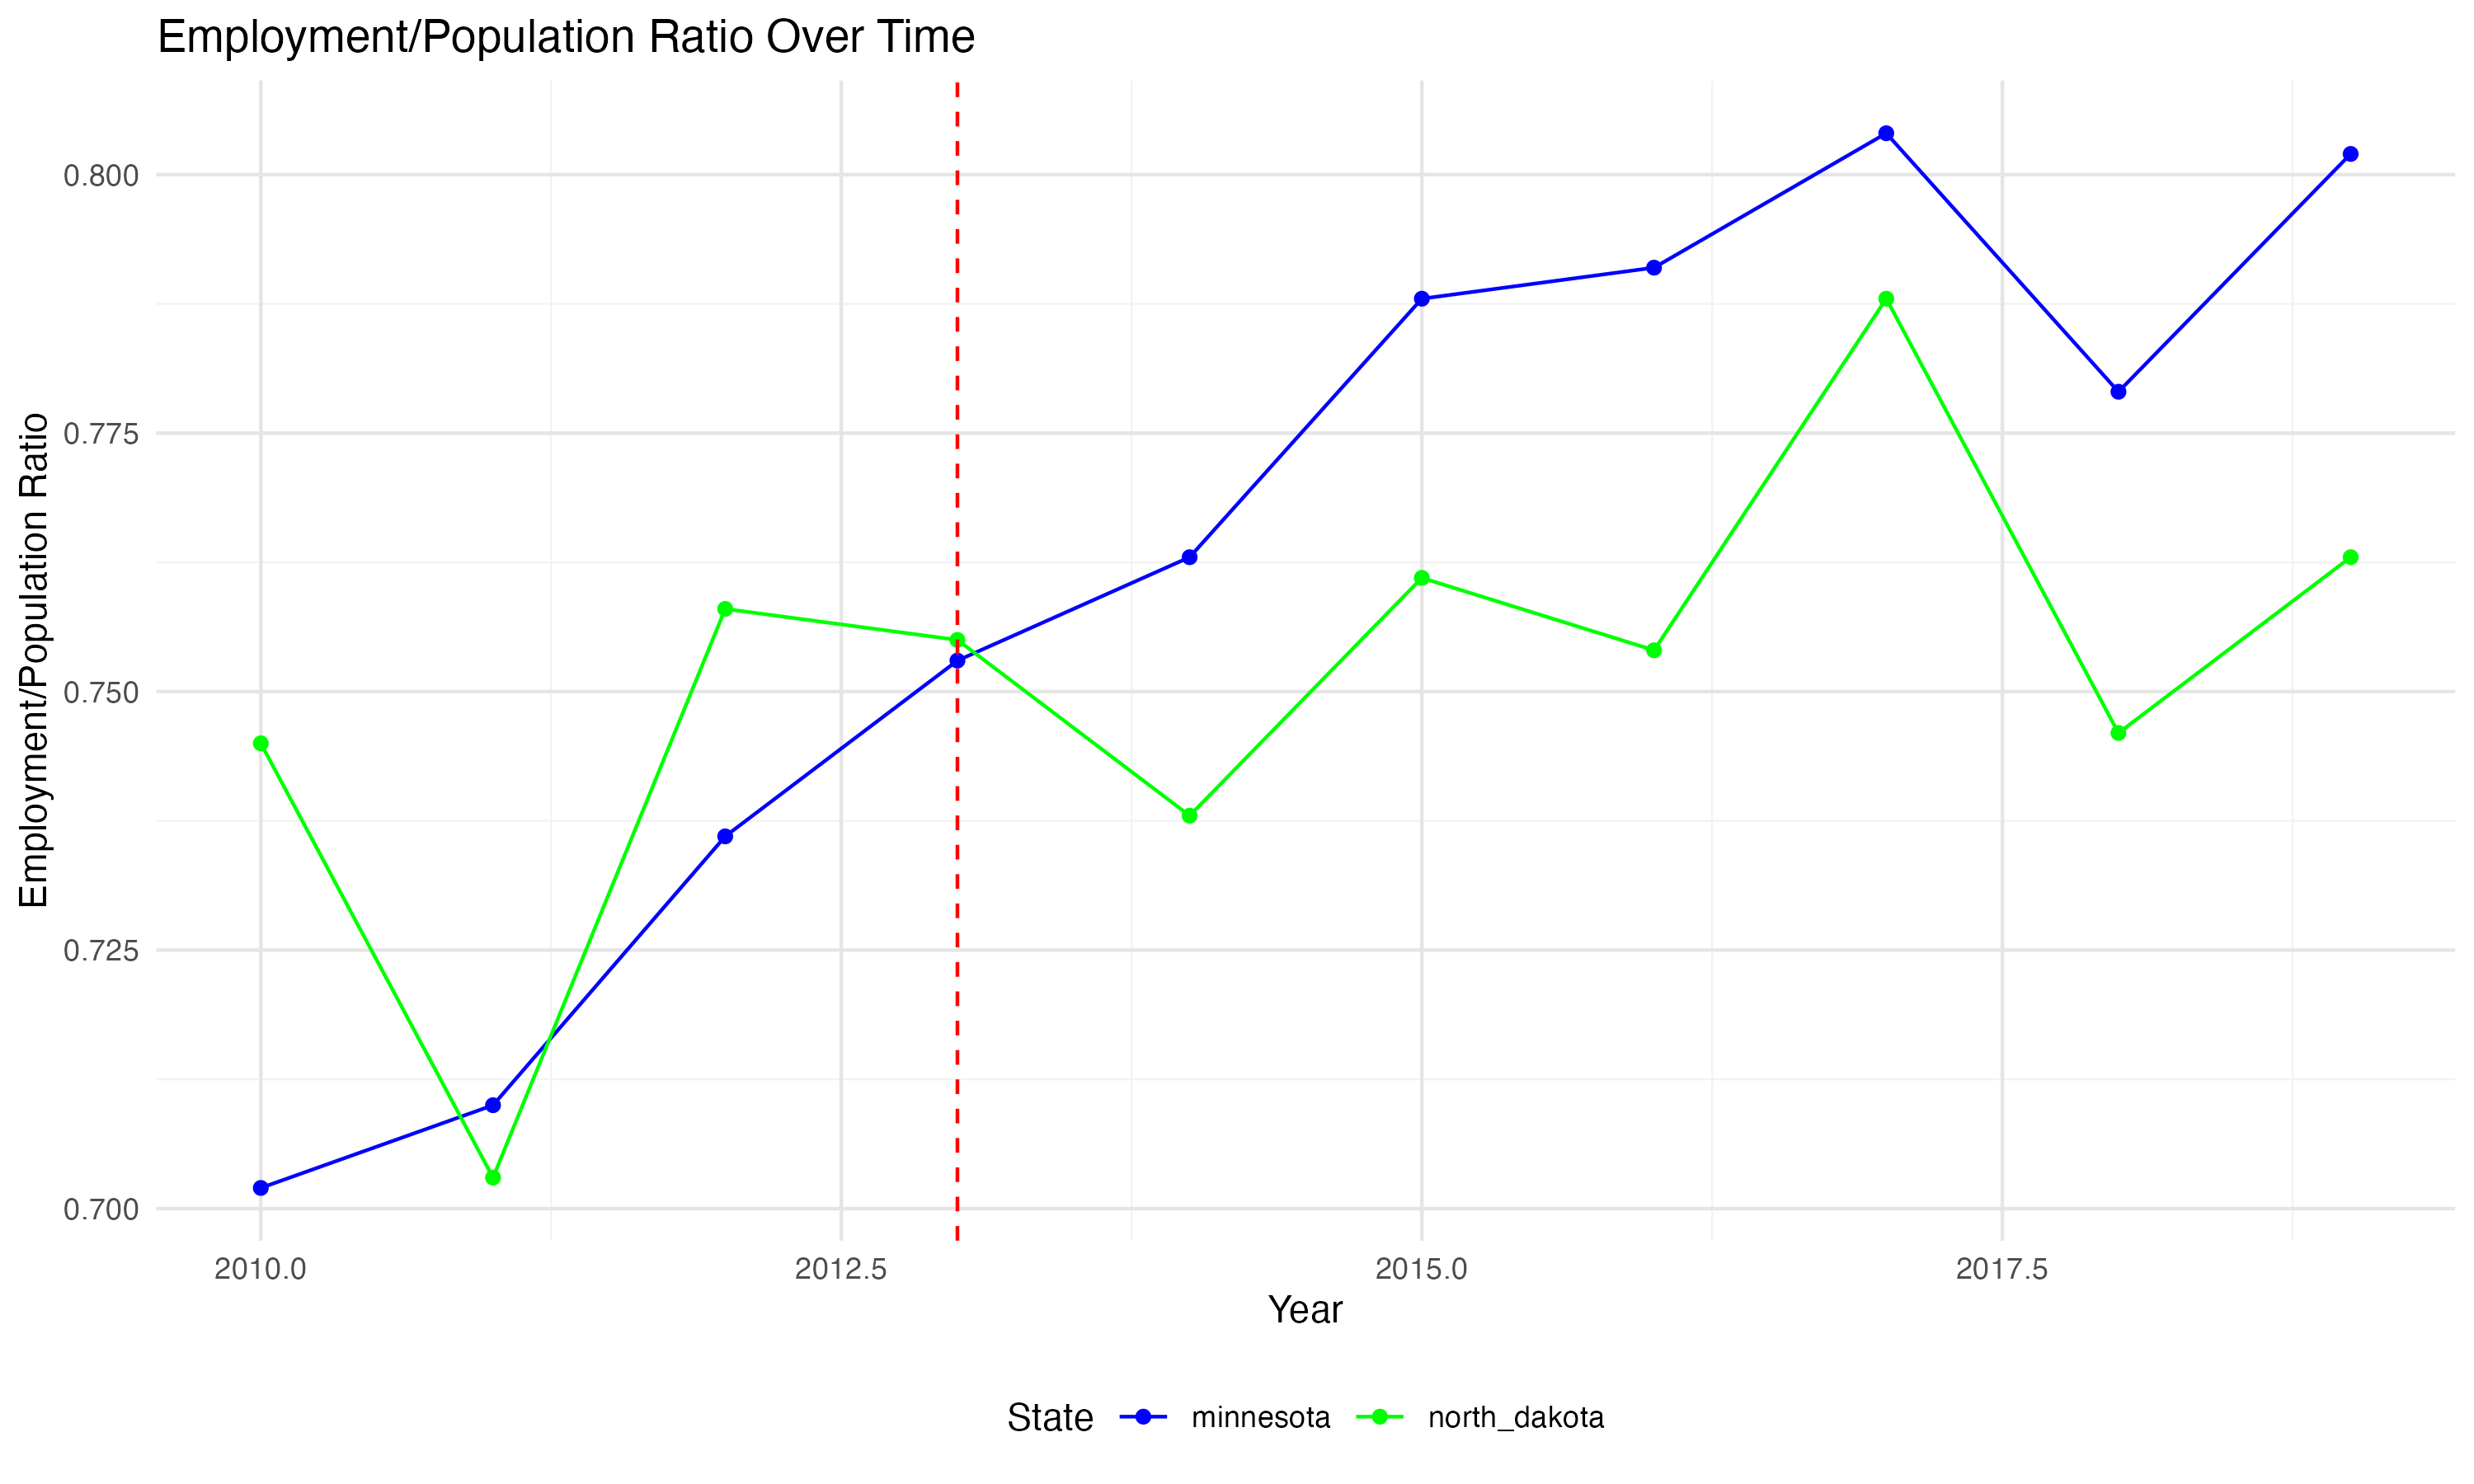 Employment/Population Ratio Over Time
Employment/Population Ratio
0.800
0.775
0.750
0.725
0.700
2010.0 2012.5 2015.0 2017.5
Year
State minnesota north_dakota